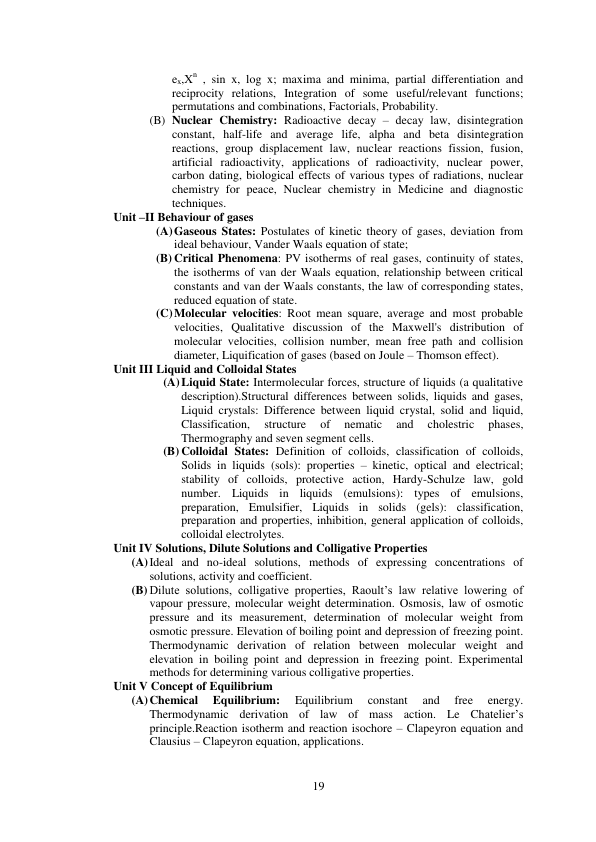 eₓ,Xⁿ , sin x, log x; maxima and minima, partial differentiation and
reciprocity relations, Integration of some useful/relevant functions;
permutations and combinations, Factorials, Probability.
(B) Nuclear Chemistry: Radioactive decay – decay law, disintegration
constant, half-life and average life, alpha and beta disintegration
reactions, group displacement law, nuclear reactions fission, fusion,
artificial radioactivity, applications of radioactivity, nuclear power,
carbon dating, biological effects of various types of radiations, nuclear
chemistry for peace, Nuclear chemistry in Medicine and diagnostic
techniques.
Unit –II Behaviour of gases
(A) Gaseous States: Postulates of kinetic theory of gases, deviation from
ideal behaviour, Vander Waals equation of state;
(B) Critical Phenomena: PV isotherms of real gases, continuity of states,
the isotherms of van der Waals equation, relationship between critical
constants and van der Waals constants, the law of corresponding states,
reduced equation of state.
(C) Molecular velocities: Root mean square, average and most probable
velocities, Qualitative discussion of the Maxwell's distribution of
molecular velocities, collision number, mean free path and collision
diameter, Liquification of gases (based on Joule – Thomson effect).
Unit III Liquid and Colloidal States
(A) Liquid State: Intermolecular forces, structure of liquids (a qualitative
description).Structural differences between solids, liquids and gases,
Liquid crystals: Difference between liquid crystal, solid and liquid,
Classification, structure of nematic and cholestric phases,
Thermography and seven segment cells.
(B) Colloidal States: Definition of colloids, classification of colloids,
Solids in liquids (sols): properties – kinetic, optical and electrical;
stability of colloids, protective action, Hardy-Schulze law, gold
number. Liquids in liquids (emulsions): types of emulsions,
preparation, Emulsifier, Liquids in solids (gels): classification,
preparation and properties, inhibition, general application of colloids,
colloidal electrolytes.
Unit IV Solutions, Dilute Solutions and Colligative Properties
(A) Ideal and no-ideal solutions, methods of expressing concentrations of
solutions, activity and coefficient.
(B) Dilute solutions, colligative properties, Raoult's law relative lowering of
vapour pressure, molecular weight determination. Osmosis, law of osmotic
pressure and its measurement, determination of molecular weight from
osmotic pressure. Elevation of boiling point and depression of freezing point.
Thermodynamic derivation of relation between molecular weight and
elevation in boiling point and depression in freezing point. Experimental
methods for determining various colligative properties.
Unit V Concept of Equilibrium
(A) Chemical Equilibrium: Equilibrium constant and free energy.
Thermodynamic derivation of law of mass action. Le Chatelier's
principle.Reaction isotherm and reaction isochore – Clapeyron equation and
Clausius – Clapeyron equation, applications.
19